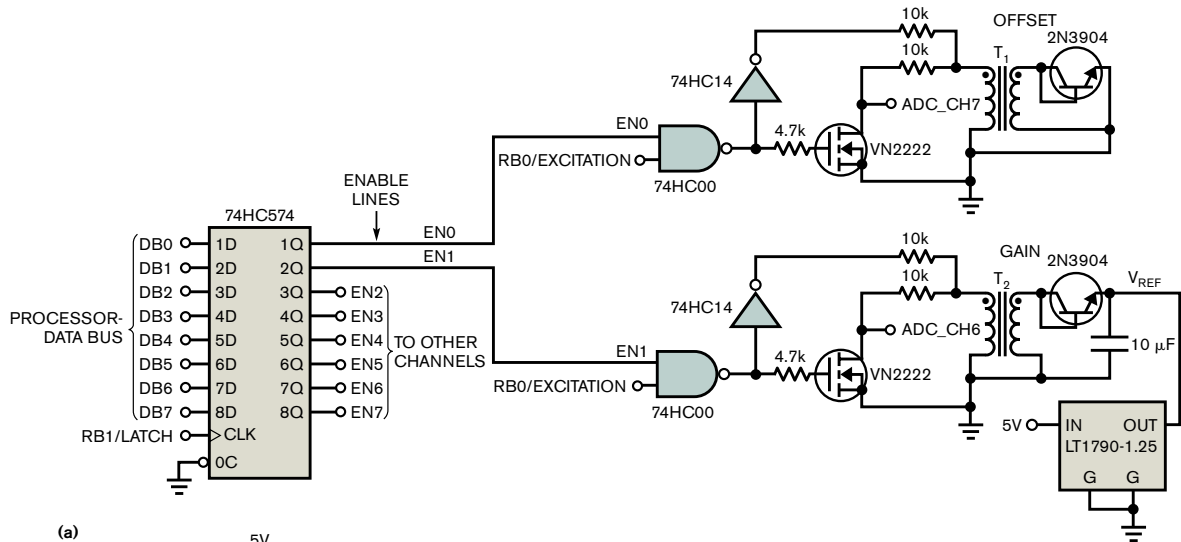 10k
OFFSET
2N3904
T1
10k
74HC14
ADC_CH7
EN0
4.7k
VN2222
RB0/EXCITATION
74HC00
ENABLE
LINES
74HC574
DB0 1D 1Q EN0
EN1
DB1 2D 2Q
DB2 3D 3Q EN2
DB3 4D 4Q EN3
DB4 5D 5Q EN4
DB5 6D 6Q EN5
DB6 7D 7Q EN6
DB7 8D 8Q EN7
PROCESSOR-
DATA BUS
TO OTHER
CHANNELS
RB1/LATCH CLK
0C
10k
GAIN
2N3904
T2
10k
VREF
74HC14
ADC_CH6
10 μF
EN1
4.7k
VN2222
RB0/EXCITATION
74HC00
5V IN OUT
LT1790-1.25
G G
(a)
5V